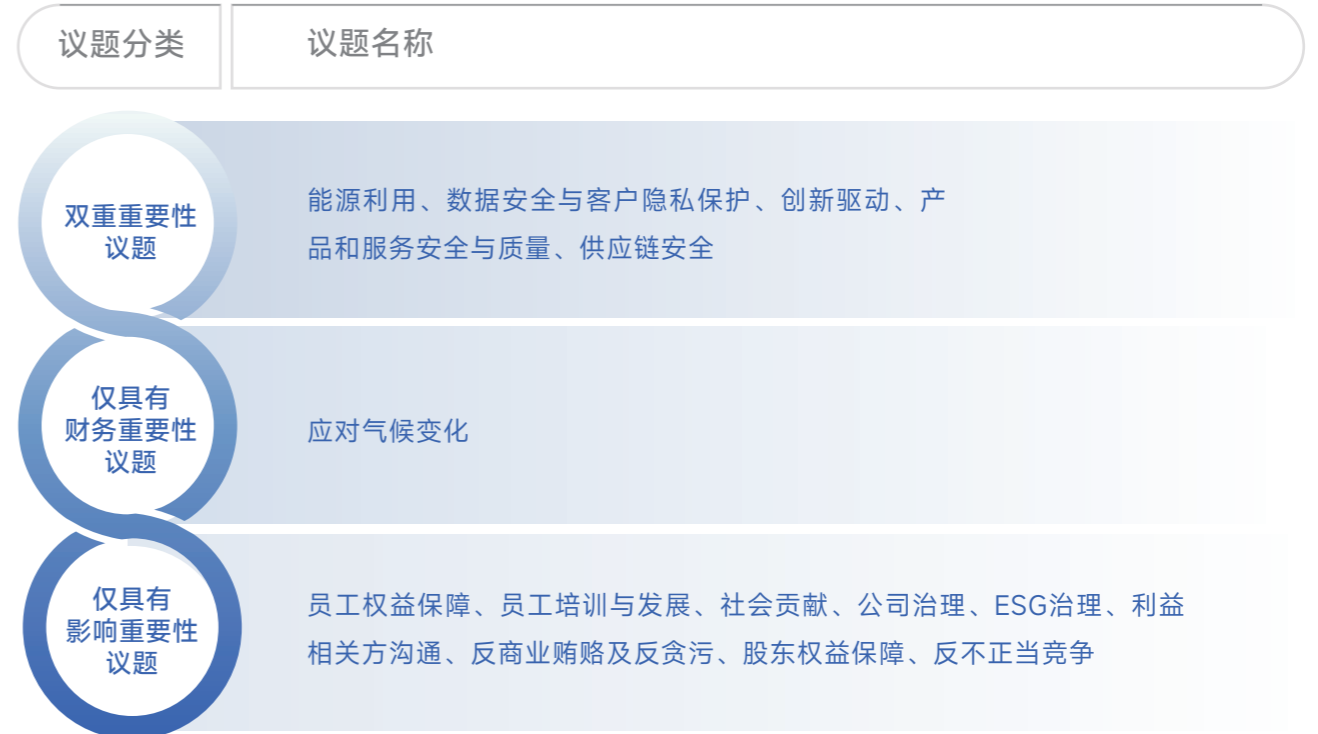 议题分类
议题名称
双重重要性
议题
能源利用、数据安全与客户隐私保护、创新驱动、产
品和服务安全与质量、供应链安全
仅具有
财务重要性
议题
应对气候变化
仅具有
影响重要性
议题
员工权益保障、员工培训与发展、社会贡献、公司治理、ESG治理、利益
相关方沟通、反商业贿赂及反贪污、股东权益保障、反不正当竞争